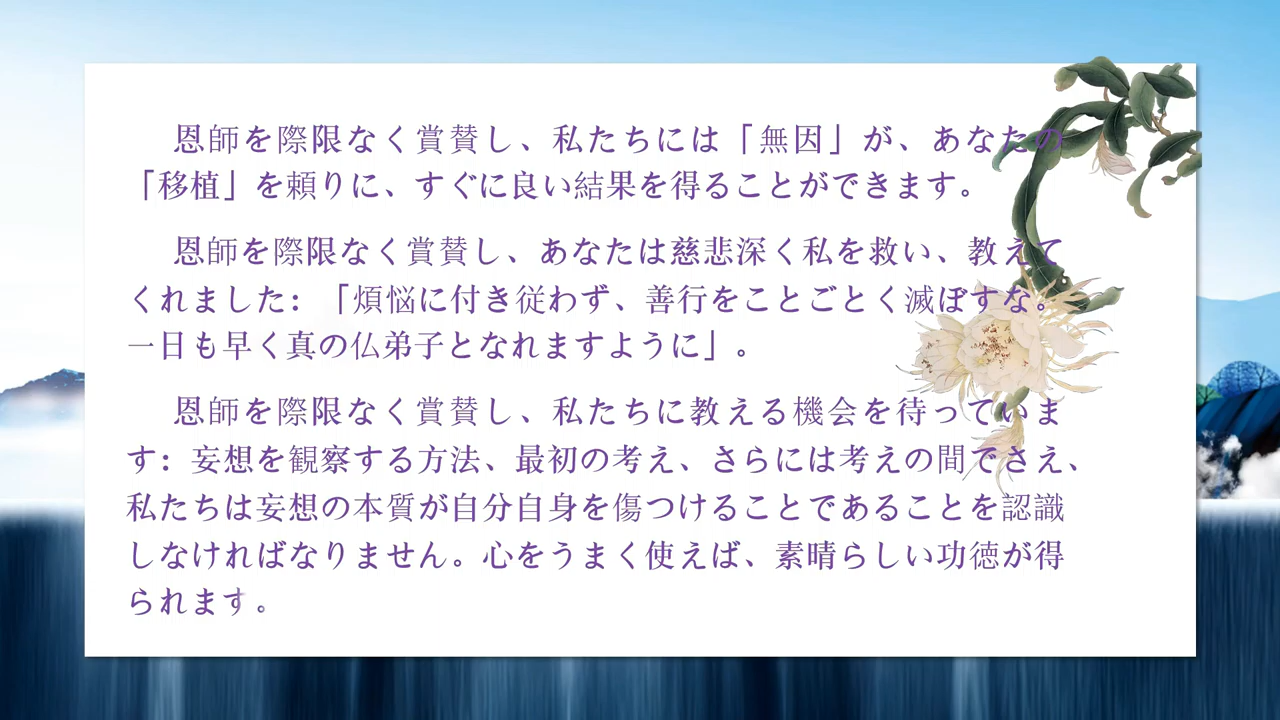 恩師を際限なく賞賛し、私たちには「無因」が、あなたの
「移植」を頼りに、すぐに良い結果を得ることができます。
恩師を際限なく賞賛し、あなたは慈悲深く私を救い、教えて
くれました：「煩悩に付き従わず、善行をことごとく滅ぼすな。
一日も早く真の仏弟子となれますように」。
恩師を際限なく賞賛し、私たちに教える機会を待っていま
す：妄想を観察する方法、最初の考え、さらには考えの間でさえ、
私たちは妄想の本質が自分自身を傷つけることであることを認識
しなければなりません。心をうまく使えば、素晴らしい功徳が得
られます。